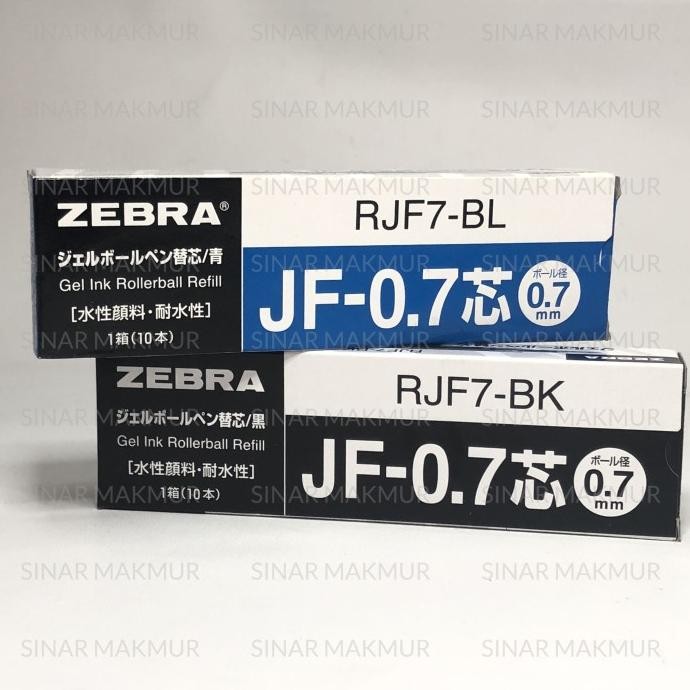 SINAR MAKMUR
ZEBRA®
ジェルボールペン替芯/青
Gel Ink Rollerball Refill
[水性顔料・耐水性]
1箱(10本)
RJF7-BL
JF-0.7芯
ボール径
0.7
mm
ZEBRA
ジェルボールペン替芯/黒
Gel Ink Rollerball Refill
[水性顔料・耐水性]
1箱(10本)
RJF7-BK
JF-0.7芯
ボール径
0.7
mm